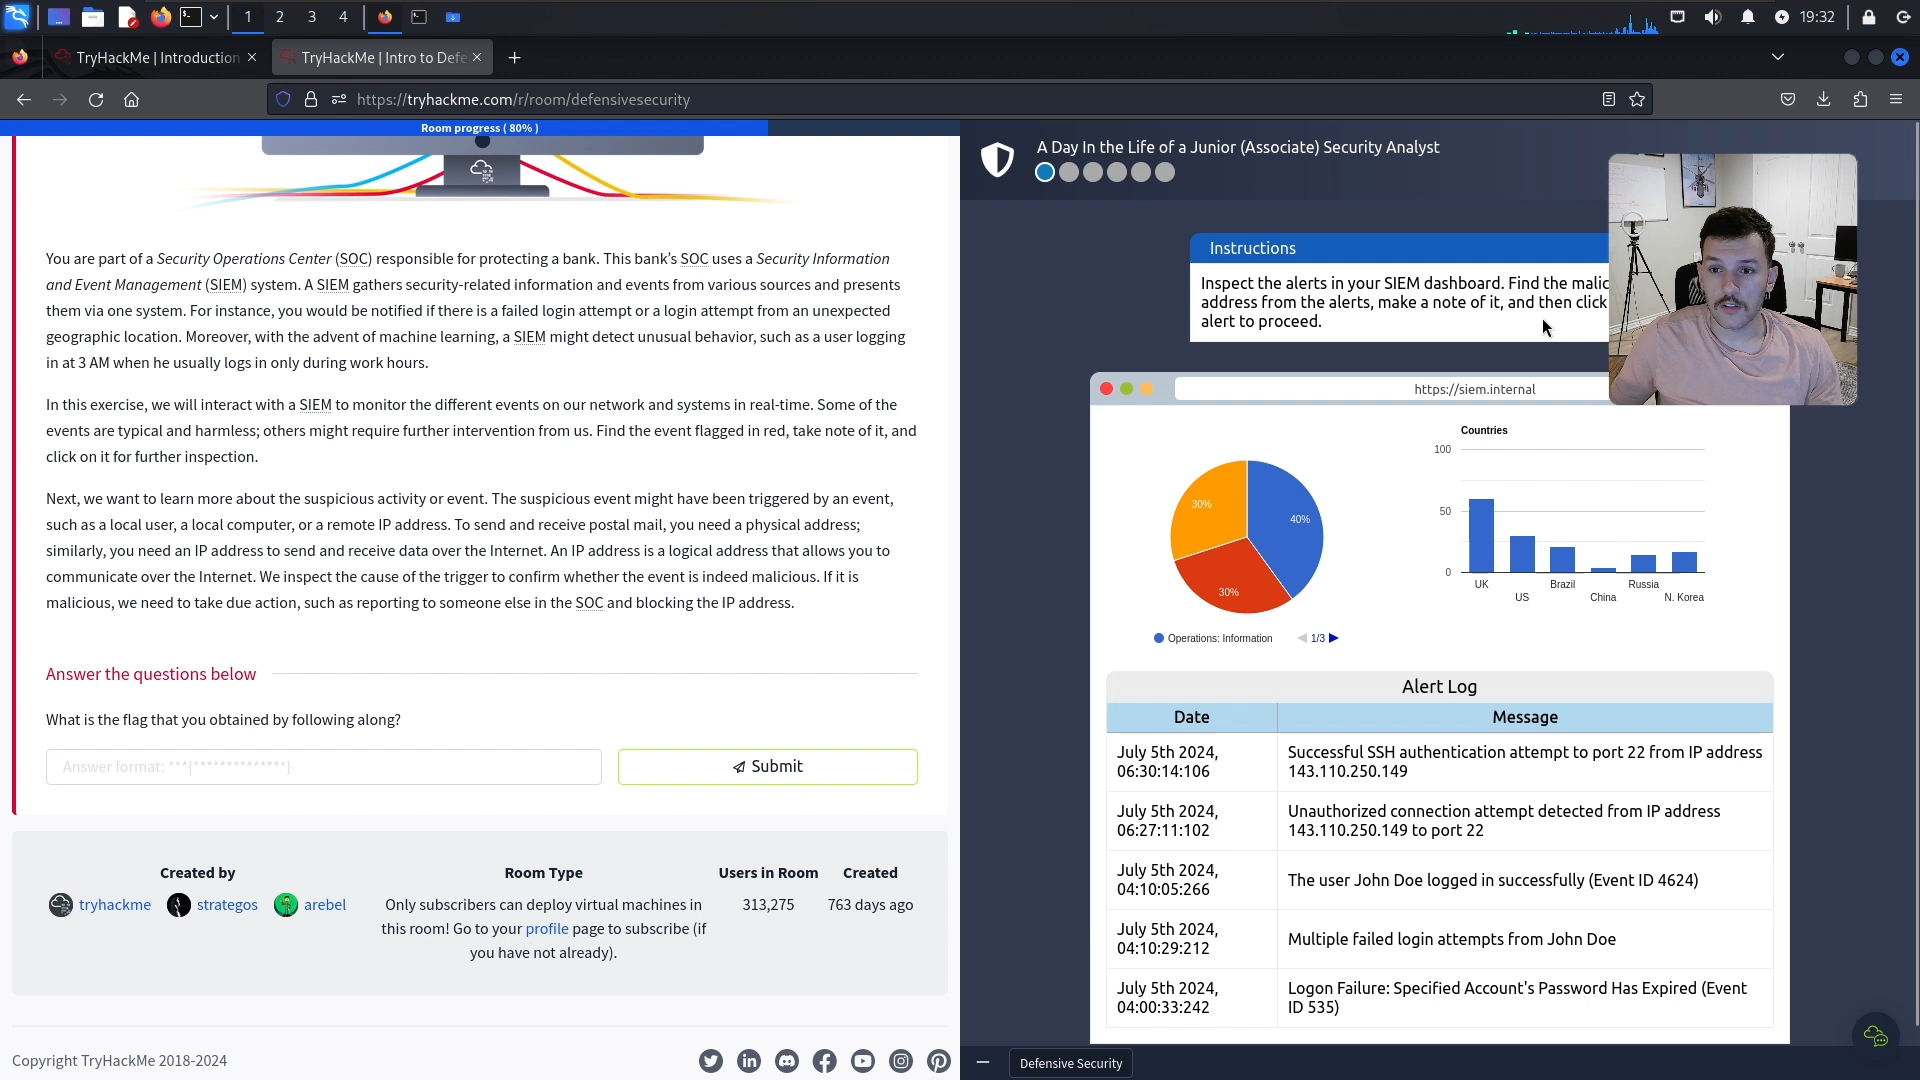 1 2 3 4 19:32
TryHackMe | Introduction TryHackMe | Intro to Defe
https://tryhackme.com/r/room/defensivesecurity
Room progress ( 80% )
You are part of a Security Operations Center (SOC) responsible for protecting a bank. This bank’s SOC uses a Security Information
and Event Management (SIEM) system. A SIEM gathers security-related information and events from various sources and presents
them via one system. For instance, you would be notified if there is a failed login attempt or a login attempt from an unexpected
geographic location. Moreover, with the advent of machine learning, a SIEM might detect unusual behavior, such as a user logging
in at 3 AM when he usually logs in only during work hours.
In this exercise, we will interact with a SIEM to monitor the different events on our network and systems in real-time. Some of the
events are typical and harmless; others might require further intervention from us. Find the event flagged in red, take note of it, and
click on it for further inspection.
Next, we want to learn more about the suspicious activity or event. The suspicious event might have been triggered by an event,
such as a local user, a local computer, or a remote IP address. To send and receive postal mail, you need a physical address;
similarly, you need an IP address to send and receive data over the Internet. An IP address is a logical address that allows you to
communicate over the Internet. We inspect the cause of the trigger to confirm whether the event is indeed malicious. If it is
malicious, we need to take due action, such as reporting to someone else in the SOC and blocking the IP address.
Answer the questions below
What is the flag that you obtained by following along?
Answer format: ***{**************}
Submit
Created by
tryhackme strategos arebel
Room Type
Only subscribers can deploy virtual machines in
this room! Go to your profile page to subscribe (if
you have not already).
Users in Room
313,275
Created
763 days ago
Copyright TryHackMe 2018-2024
A Day In the Life of a Junior (Associate) Security Analyst
Instructions
Inspect the alerts in your SIEM dashboard. Find the malic
address from the alerts, make a note of it, and then click
alert to proceed.
https://siem.internal
30%
40%
30%
Operations: Information 1/3
Countries
100
50
0
UK
US
Brazil
China
Russia
N. Korea
Alert Log
Date Message
July 5th 2024,
06:30:14:106
Successful SSH authentication attempt to port 22 from IP address
143.110.250.149
July 5th 2024,
06:27:11:102
Unauthorized connection attempt detected from IP address
143.110.250.149 to port 22
July 5th 2024,
04:10:05:266
The user John Doe logged in successfully (Event ID 4624)
July 5th 2024,
04:10:29:212
Multiple failed login attempts from John Doe
July 5th 2024,
04:00:33:242
Logon Failure: Specified Account's Password Has Expired (Event
ID 535)
Defensive Security